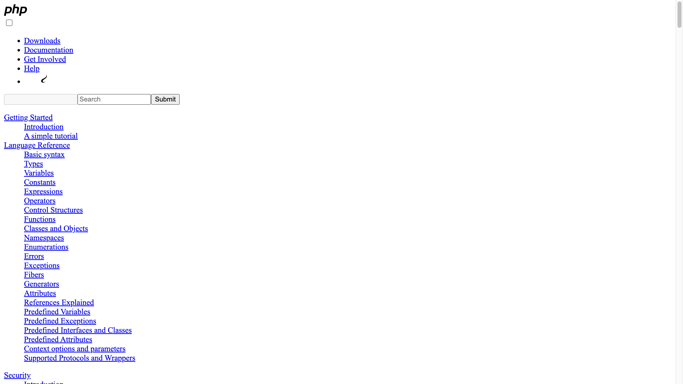 php
Downloads
Documentation
Get Involved
Help
Search
Submit
Getting Started
Introduction
A simple tutorial
Language Reference
Basic syntax
Types
Variables
Constants
Expressions
Operators
Control Structures
Functions
Classes and Objects
Namespaces
Enumerations
Errors
Exceptions
Fibers
Generators
Attributes
References Explained
Predefined Variables
Predefined Exceptions
Predefined Interfaces and Classes
Predefined Attributes
Context options and parameters
Supported Protocols and Wrappers
Security
Introduction